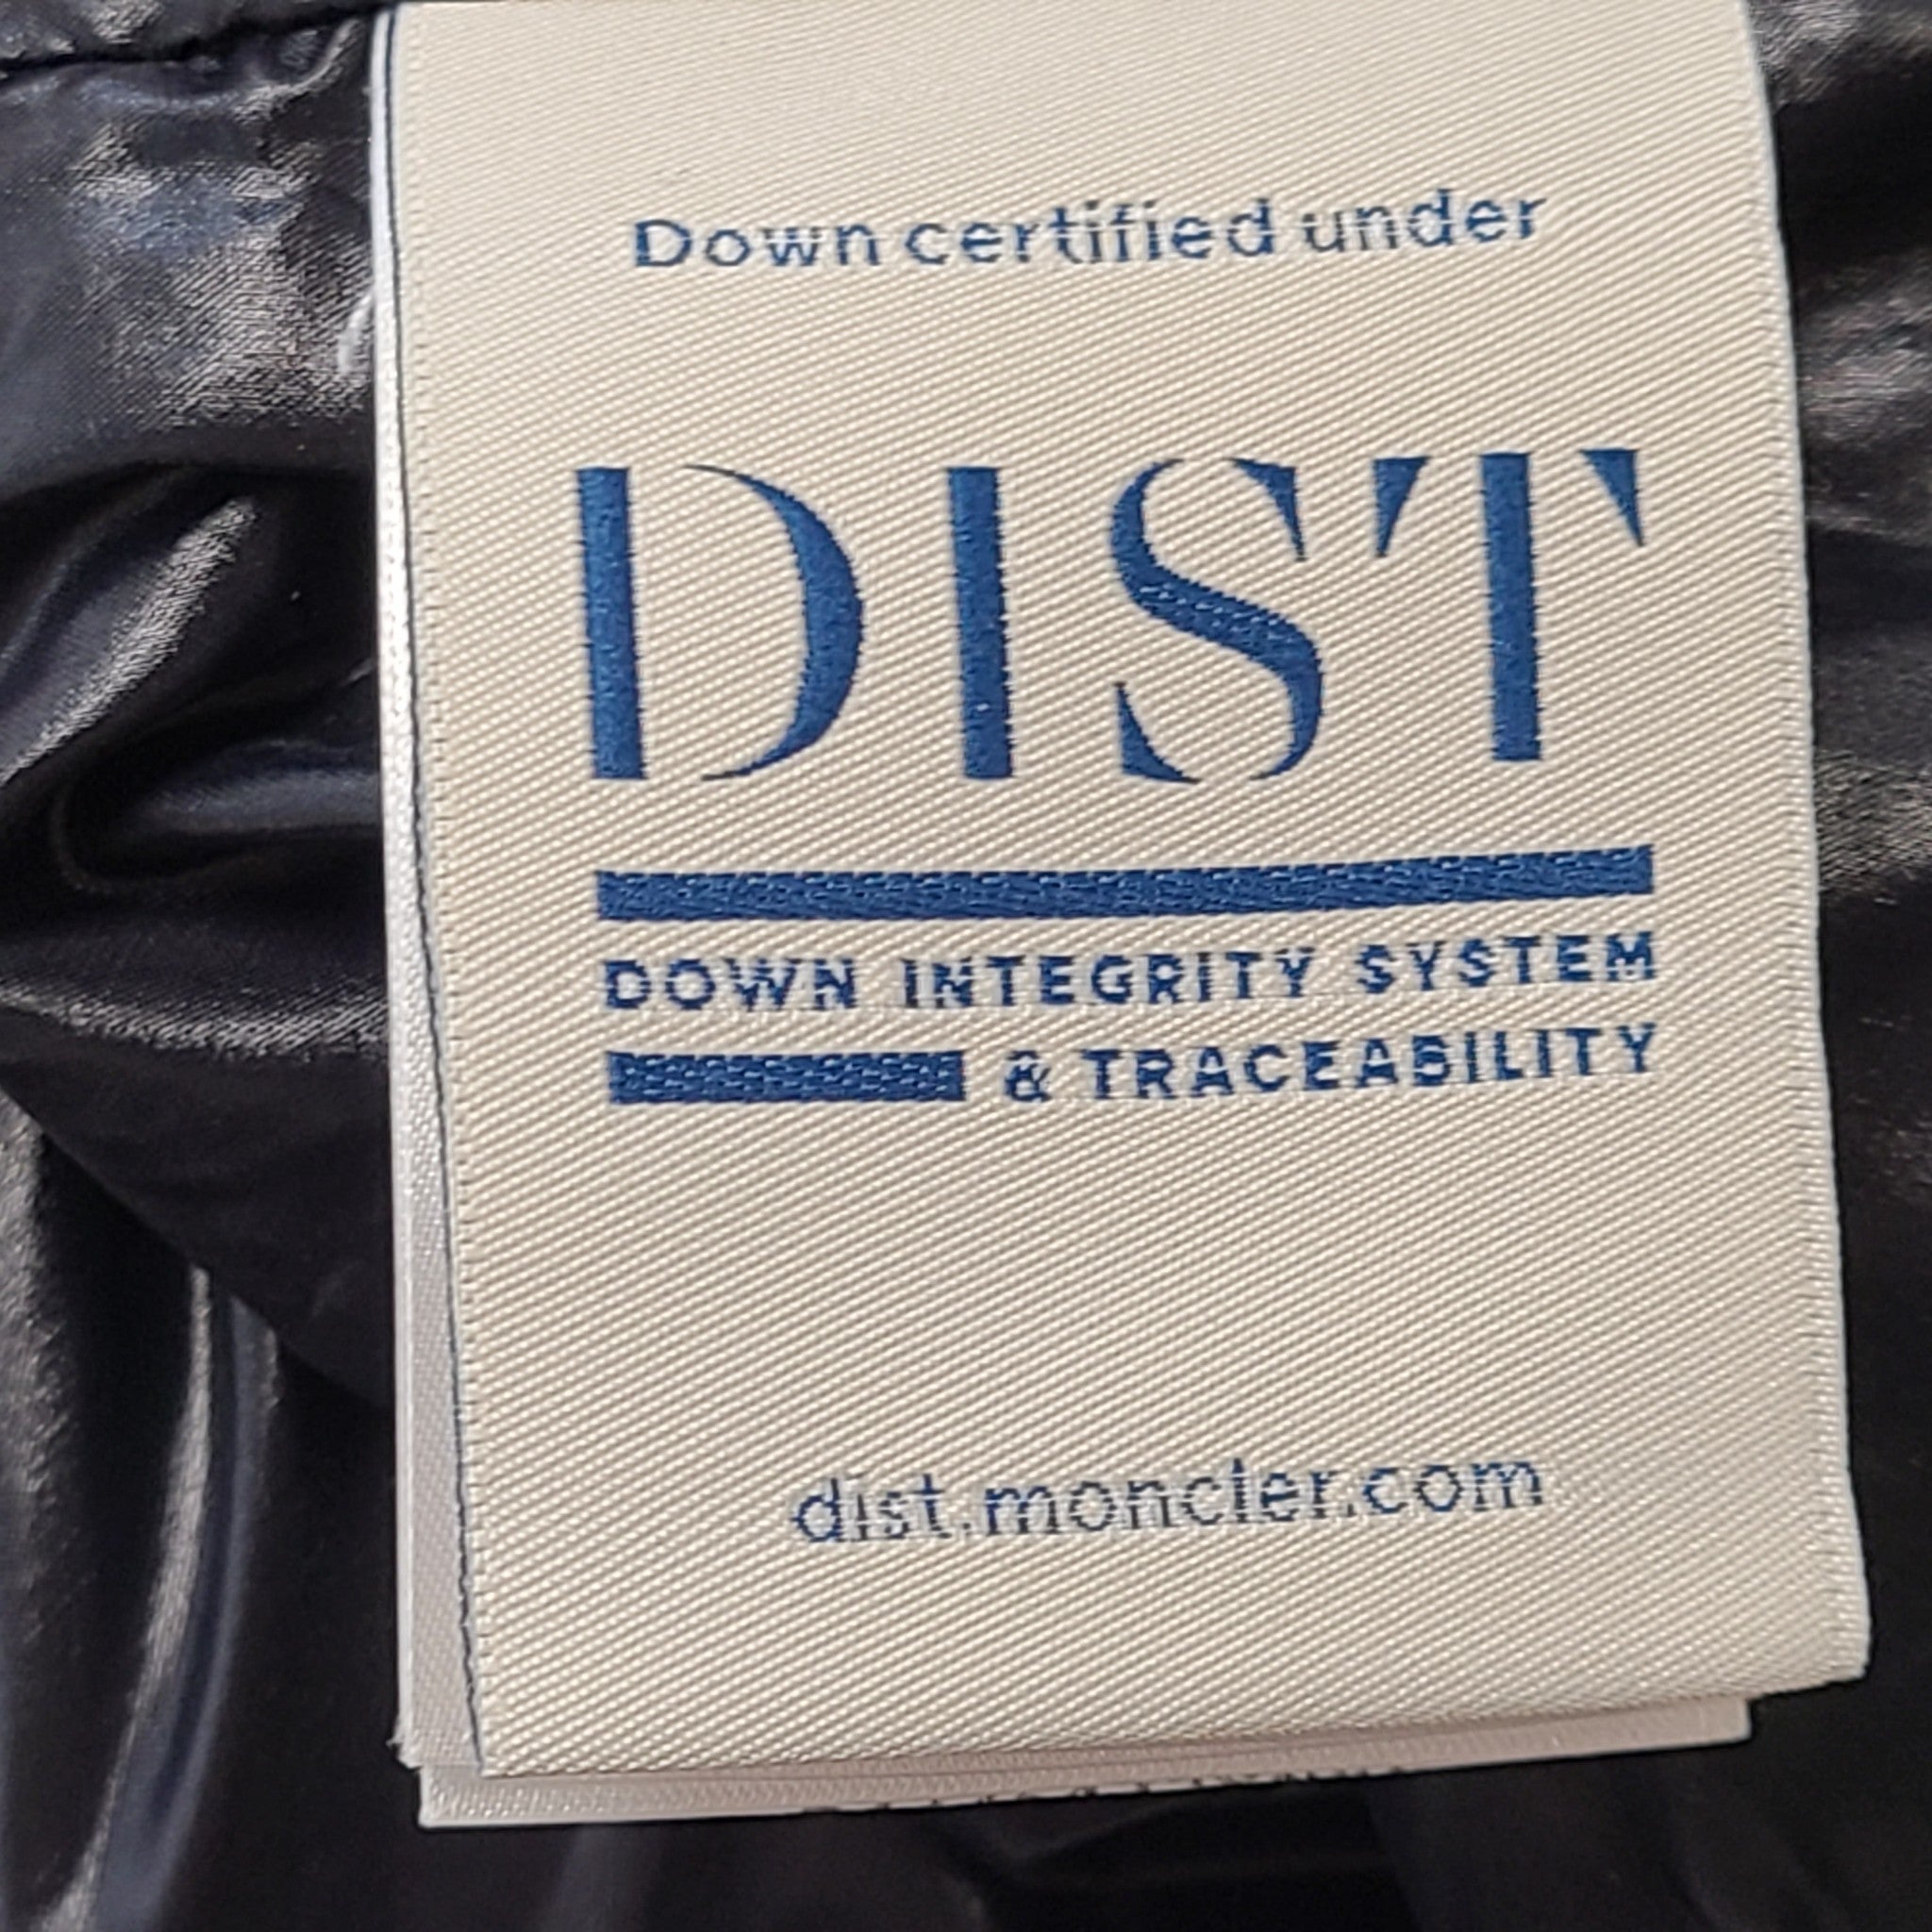 Down certified under
DIST
DOWN INTEGRITY SYSTEM
& TRACEABILITY
dist.moncler.com